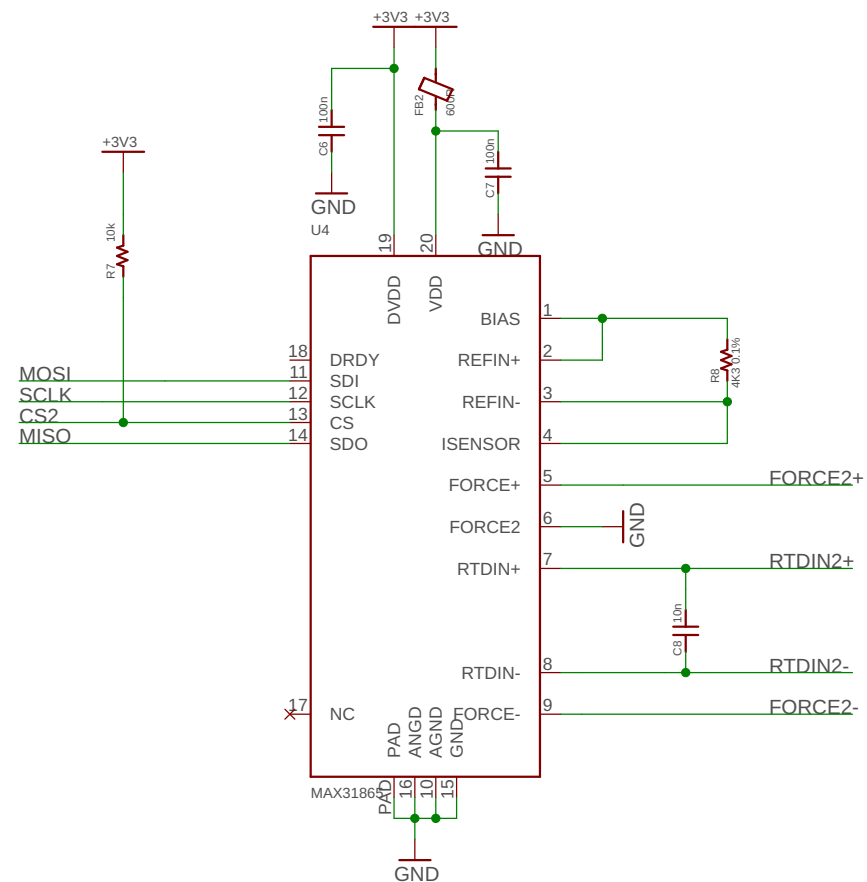 +3V3 +3V3
FB2
600R
100n
C6
GND
100n
C7
GND
+3V3
10k
R7
U4
19
20
DVDD
VDD
BIAS 1
18 DRDY
REFIN+ 2
R8
4K3 0.1%
MOSI 11 SDI
SCLK 12 SCLK
REFIN- 3
CS2 13 CS
MISO 14 SDO
ISENSOR 4
FORCE+ 5 FORCE2+
FORCE2 6 GND
RTDIN+ 7 RTDIN2+
10n
C8
RTDIN- 8 RTDIN2-
17 NC
FORCE- 9 FORCE2-
PAD
ANGD
AGND
GND
MAX31865
PAD
16
10
15
GND